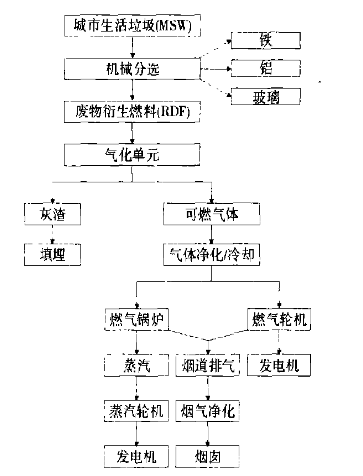 城市生活垃圾(MSW)
铁
机械分选
铝
废物衍生燃料(RDF)
玻璃
气化单元
灰渣
可燃气体
填埋
气体净化/冷却
燃气锅炉
燃气轮机
蒸汽
烟道排气
发电机
蒸汽轮机
烟气净化
发电机
烟囱